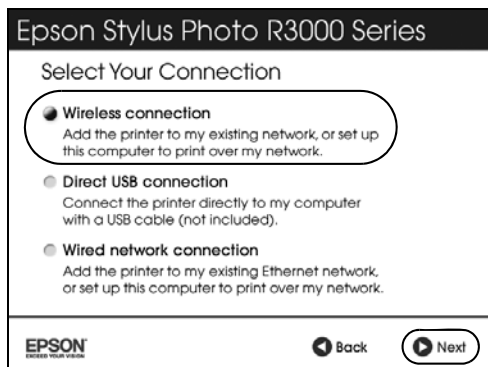 Epson Stylus Photo R3000 Series
Select Your Connection
Wireless connection
Add the printer to my existing network, or set up
this computer to print over my network.
Direct USB connection
Connect the printer directly to my computer
with a USB cable (not included).
Wired network connection
Add the printer to my existing Ethernet network,
or set up this computer to print over my network.
EPSON
EXCEED YOUR VISION
Back
Next